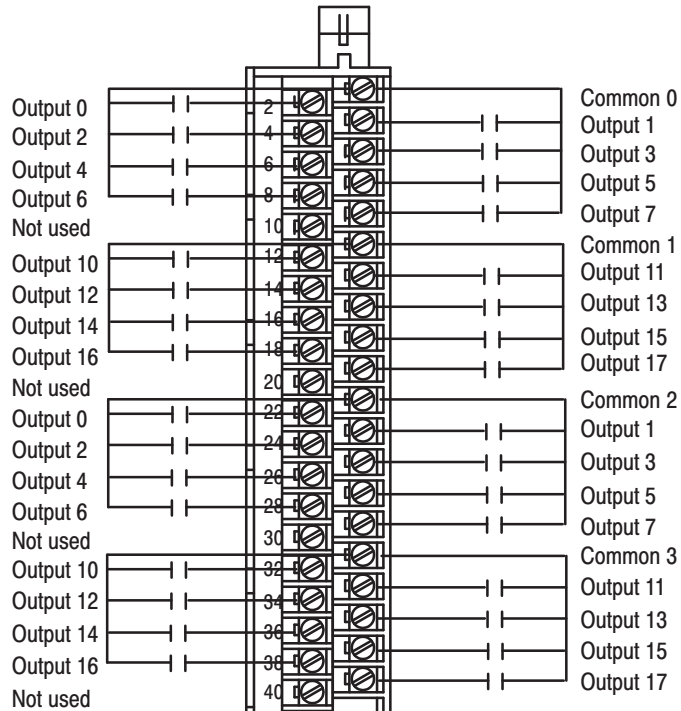 Common 0
Output 0 2
Output 1
Output 2 4
Output 3
Output 4 6
Output 5
Output 6 8
Output 7
Not used 10
Common 1
Output 10 12
Output 11
Output 12 14
Output 13
Output 14 16
Output 15
Output 16 18
Output 17
Not used 20
Common 2
Output 0 22
Output 1
Output 2 24
Output 3
Output 4 26
Output 5
Output 6 28
Output 7
Not used 30
Common 3
Output 10 32
Output 11
Output 12 34
Output 13
Output 14 36
Output 15
Output 16 38
Output 17
Not used 40